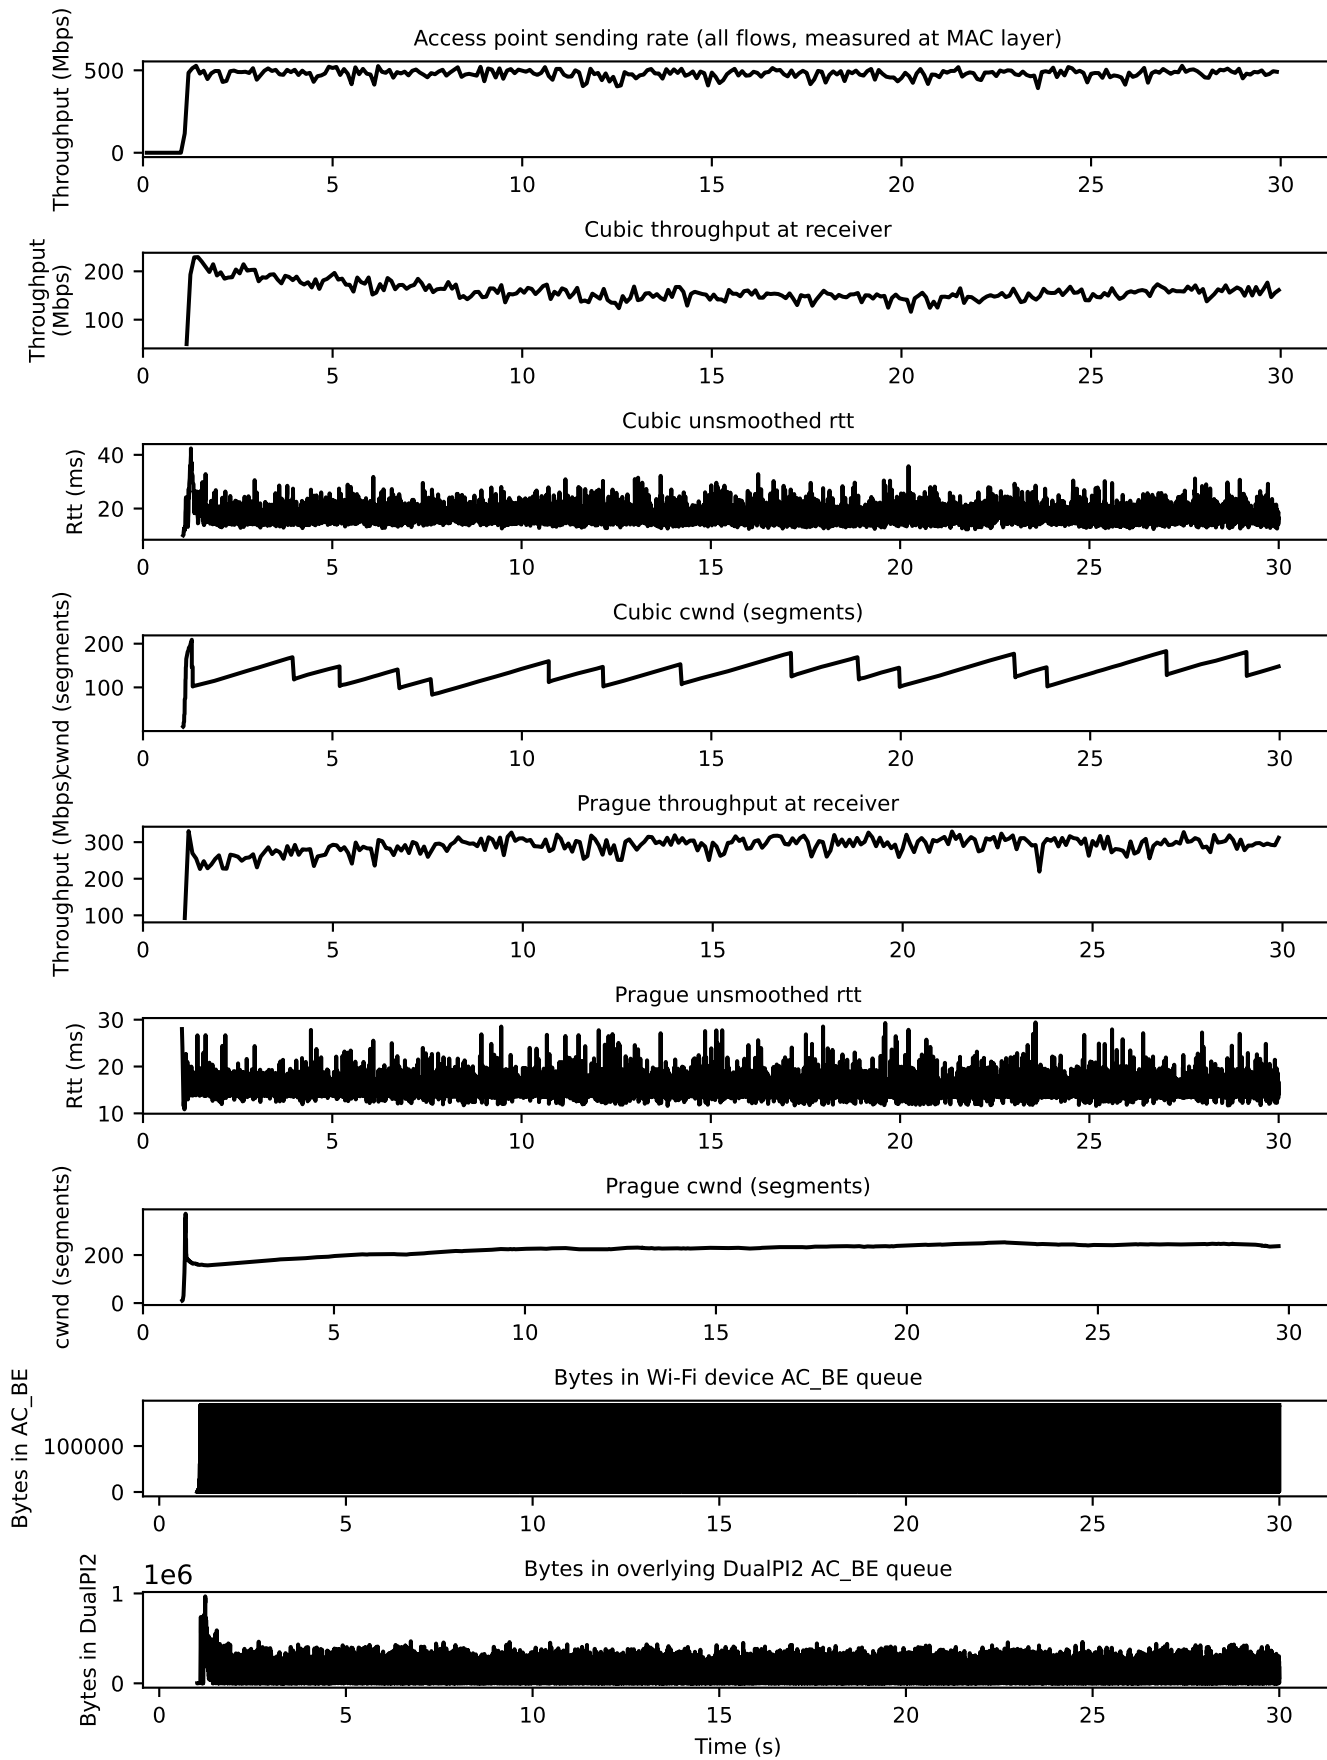 Access point sending rate (all flows, measured at MAC layer)
Throughput (Mbps)
500
0
0 5 10 15 20 25 30
Cubic throughput at receiver
Throughput
(Mbps)
200
100
0 5 10 15 20 25 30
Cubic unsmoothed rtt
Rtt (ms)
40
20
0 5 10 15 20 25 30
Cubic cwnd (segments)
cwnd (segments)
200
100
0 5 10 15 20 25 30
Prague throughput at receiver
Throughput (Mbps)
300
200
100
0 5 10 15 20 25 30
Prague unsmoothed rtt
Rtt (ms)
30
20
10
0 5 10 15 20 25 30
Prague cwnd (segments)
cwnd (segments)
200
0
0 5 10 15 20 25 30
Bytes in Wi-Fi device AC_BE queue
Bytes in AC_BE
100000
0
0 5 10 15 20 25 30
Bytes in overlying DualPI2 AC_BE queue
1e6
Bytes in DualPI2
1
0
0 5 10 15 20 25 30
Time (s)